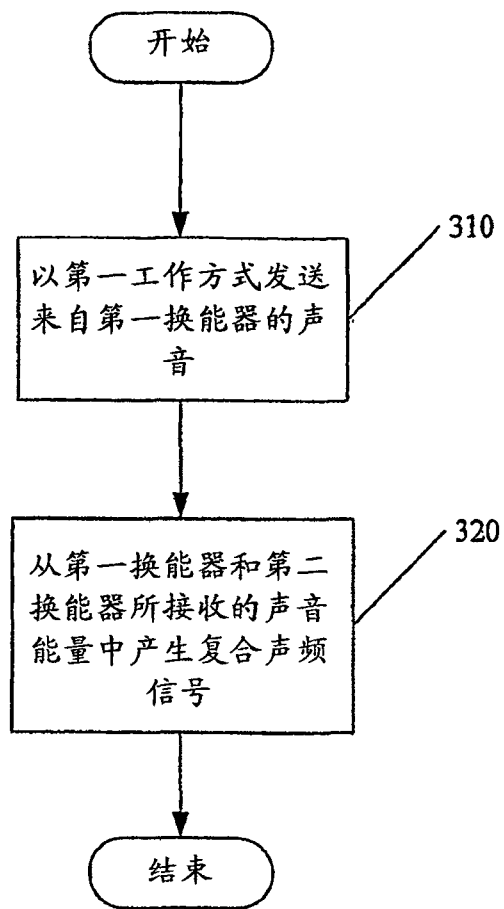 开始
310
以第一工作方式发送
来自第一换能器的声
音
320
从第一换能器和第二
换能器所接收的声音
能量中产生复合声频
信号
结束